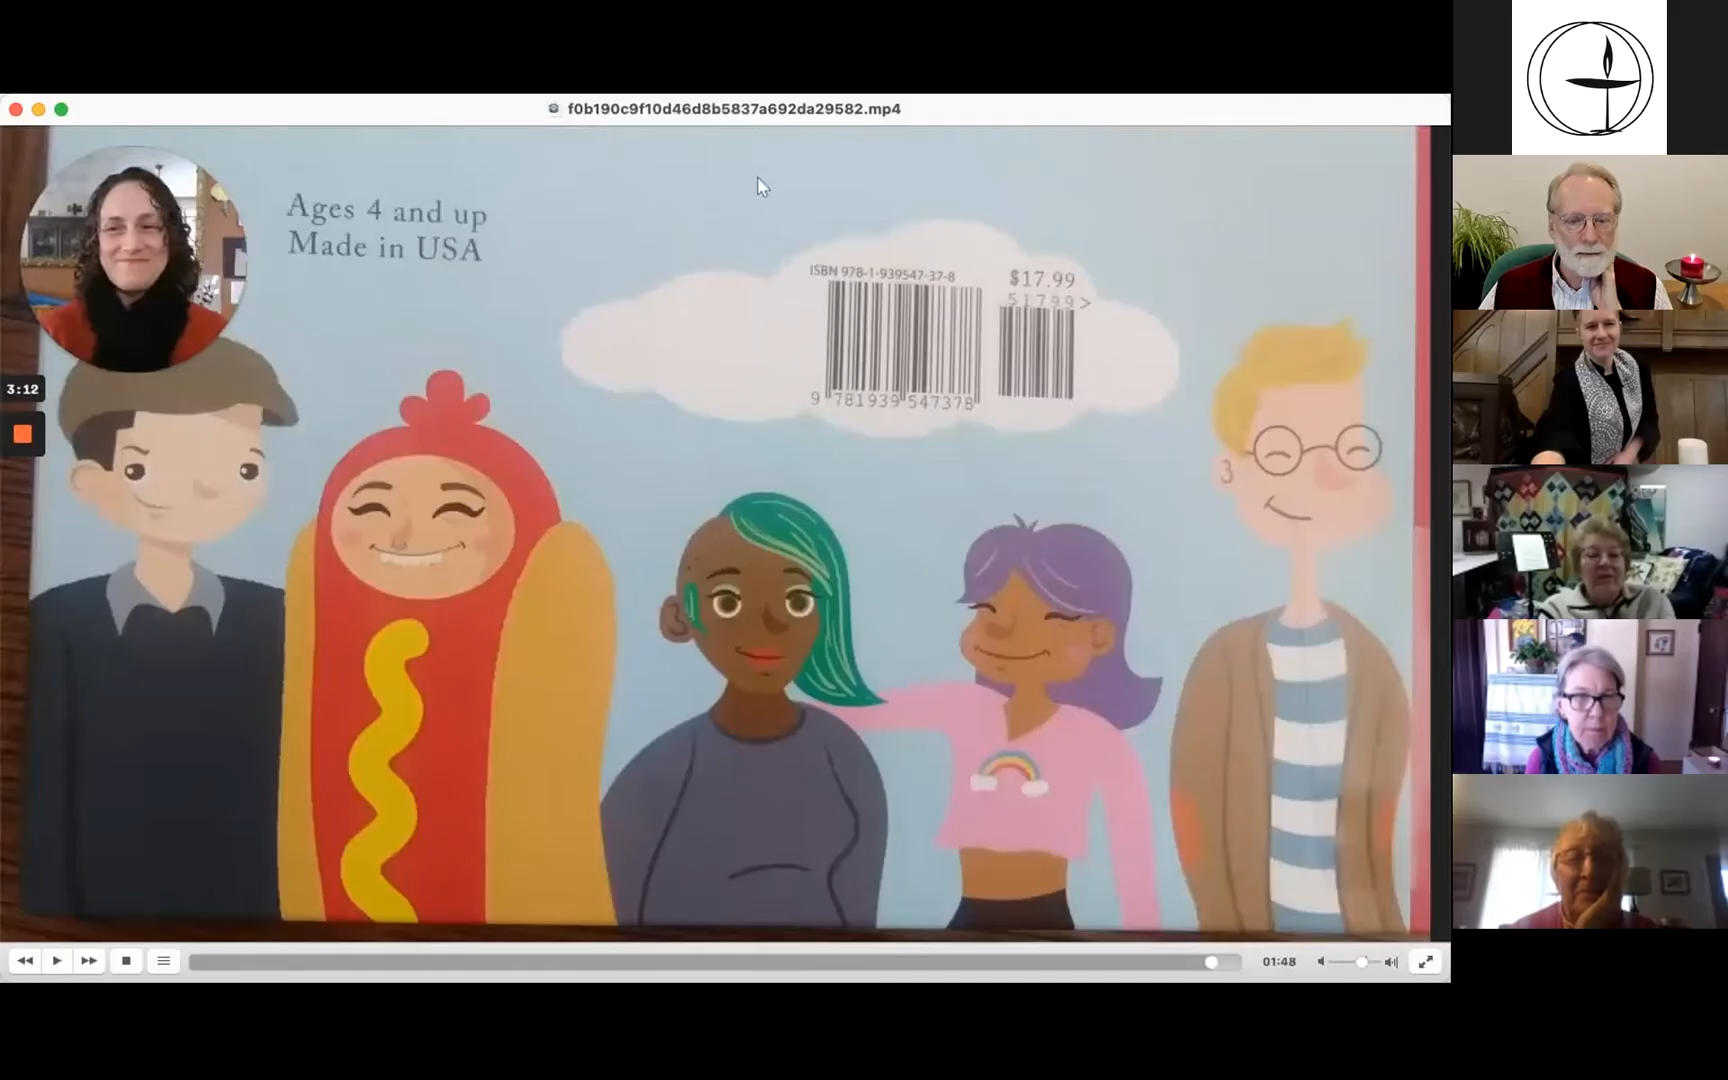 f0b190c9f10d46d8b5837a692da29582.mp4
Ages 4 and up
Made in USA
ISBN 978-1-939547-37-8
$17.99
51799>
9 781939 547378
3:12
01:48